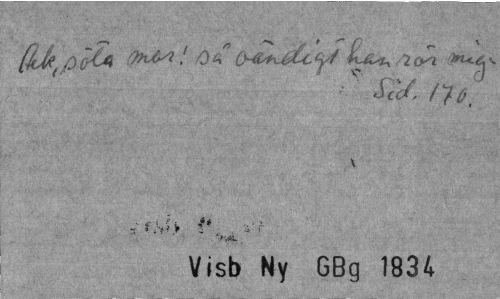 Ack, söta mor! så oändigt han rör mig.
Sid. 170.
Visb Ny GBg 1834